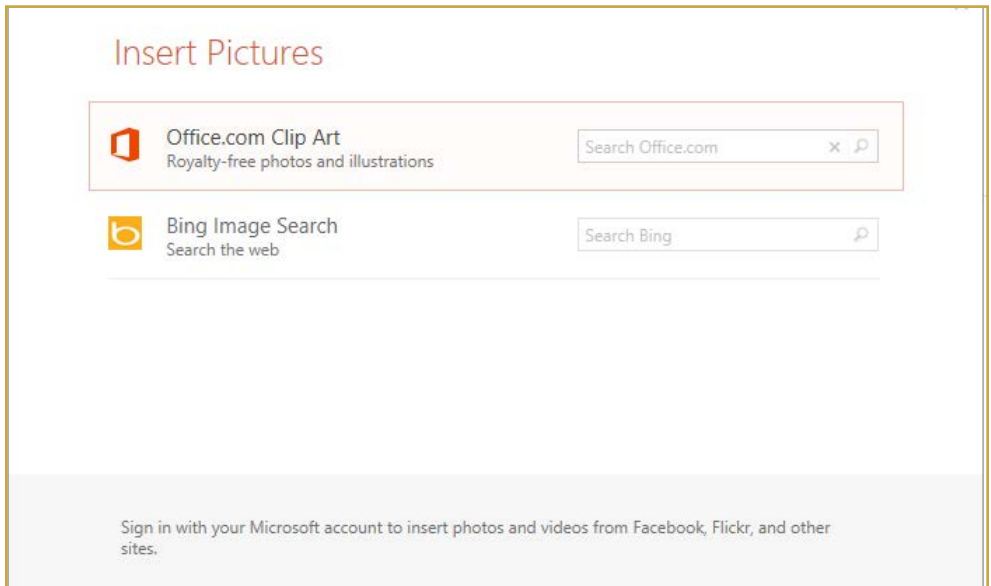 Insert Pictures
Office.com Clip Art
Royalty-free photos and illustrations
Search Office.com
Bing Image Search
Search the web
Search Bing
Sign in with your Microsoft account to insert photos and videos from Facebook, Flickr, and other
sites.